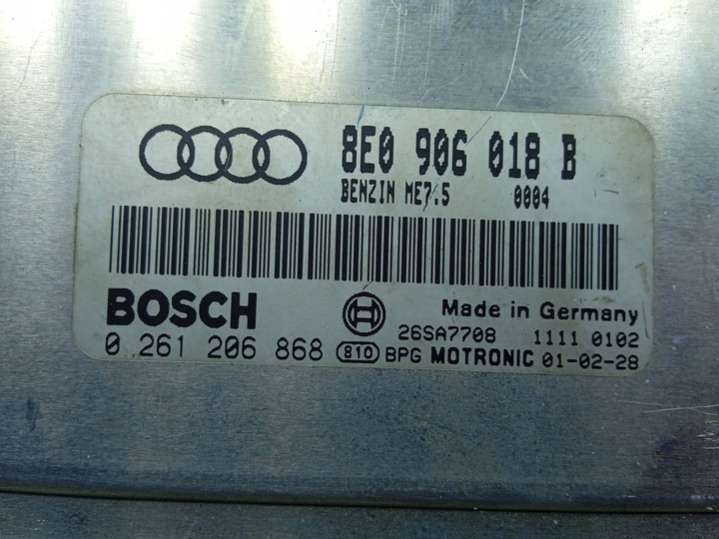 8E0 906 018 B
BENZIN ME7.5 0004
BOSCH Made in Germany
26SA7708 1111 0102
0 261 206 868 810 BPG MOTRONIC 01-02-28